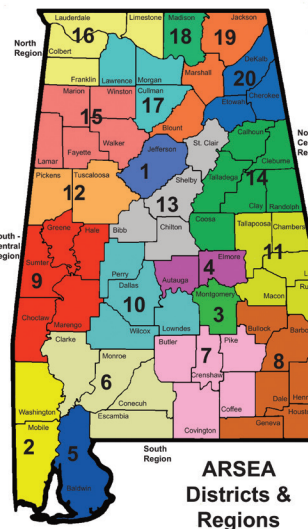 Lauderdale
Limestone
Madison
Jackson
16
18
19
North
Region
Colbert
DeKalb
Franklin
Lawrence
Morgan
Marshall
20
Cherokee
Marion
Winston
Cullman
Etowah
15
17
Blount
Walker
Calhoun
Fayette
Jefferson
St. Clair
Lamar
1
Cleburne
Pickens
Tuscaloosa
Shelby
Talladega
14
12
13
Clay
Randolph
Greene
Hale
Bibb
Chilton
Coosa
Tallapoosa
Chambers
11
Region
Sumter
Perry
4
Elmore
9
Dallas
Autauga
Macon
10
Montgomery
Choctaw
3
Marengo
Wilcox
Lowndes
Bullock
Clarke
Butler
Pike
Monroe
7
8
6
Crenshaw
Washington
Conecuh
Coffee
Dale
Mobile
Escambia
2
5
Covington
Geneva
South
Region
Baldwin
ARSEA
Districts &
Regions